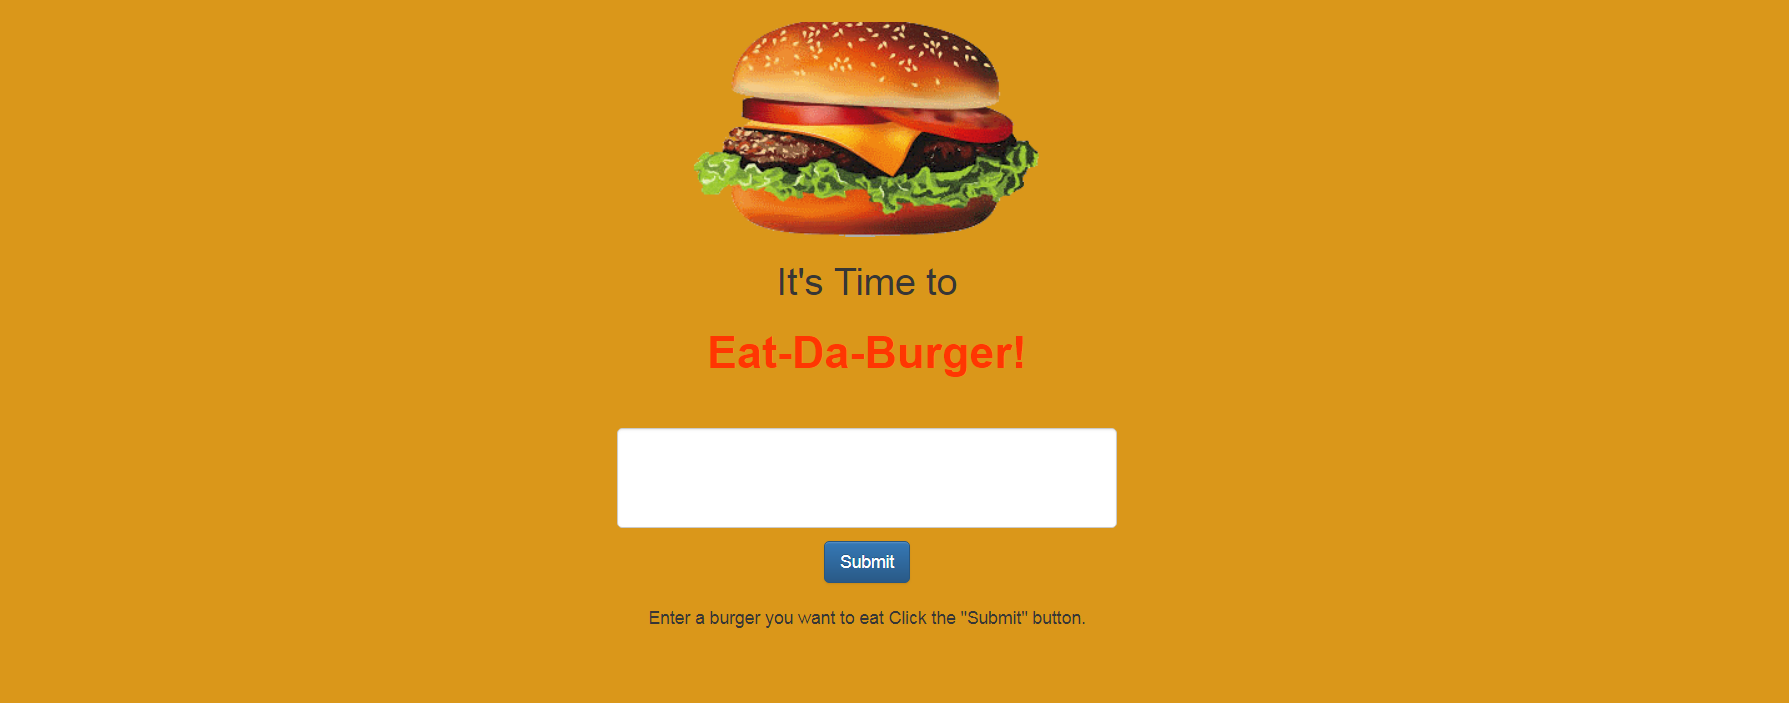 It's Time to
Eat-Da-Burger!
Submit
Enter a burger you want to eat Click the "Submit" button.